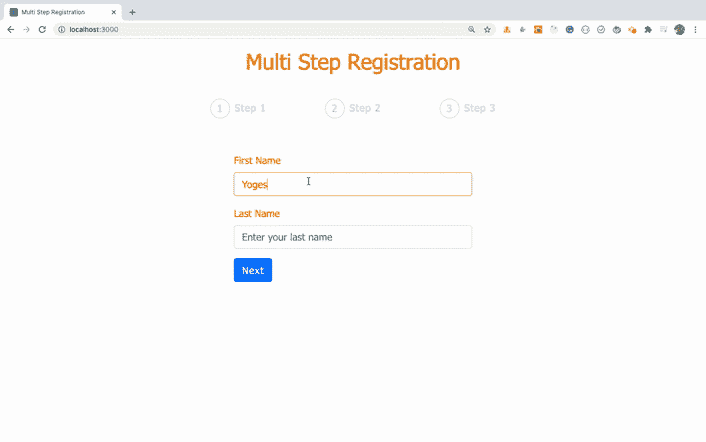 Multi Step Registration
localhost:3000
Multi Step Registration
1 Step 1
2 Step 2
3 Step 3
First Name
Yoges
Last Name
Enter your last name
Next